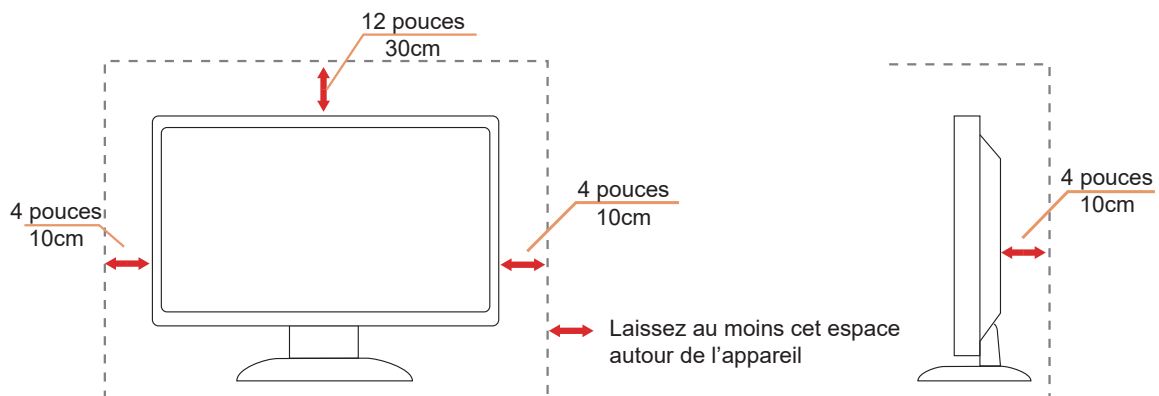 12 pouces
30cm
4 pouces
10cm
4 pouces
10cm
4 pouces
10cm
Laissez au moins cet espace
autour de l’appareil